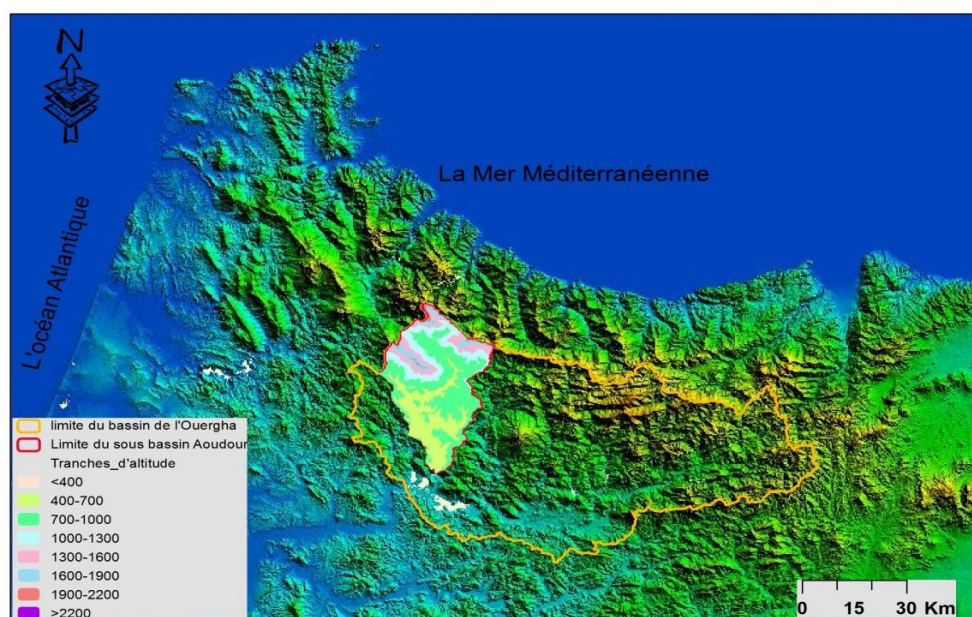 N
La Mer Méditerranéenne
L'océan Atlantique
limite du bassin de l'Ouergha
Limite du sous bassin Aoudour
Tranches_d'altitude
<400
400-700
700-1000
1000-1300
1300-1600
1600-1900
1900-2200
>2200
0 15 30 Km